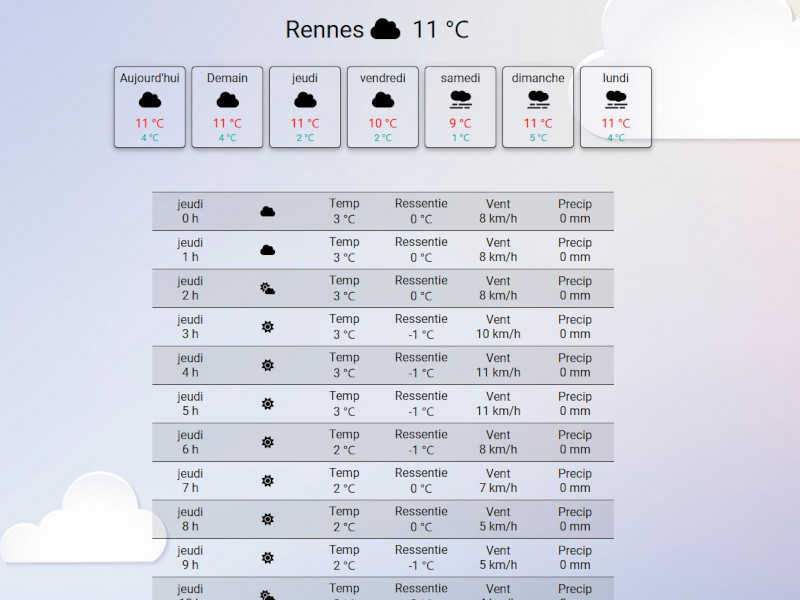 Rennes 11 °C
Aujourd'hui Demain jeudi vendredi samedi dimanche lundi
11 °C 11 °C 11 °C 10 °C 9 °C 11 °C 11 °C
4 °C 4 °C 2 °C 2 °C 1 °C 5 °C 4 °C
jeudi Temp Ressentie Vent Precip
0 h 3 °C 0 °C 8 km/h 0 mm
jeudi Temp Ressentie Vent Precip
1 h 3 °C 0 °C 8 km/h 0 mm
jeudi Temp Ressentie Vent Precip
2 h 3 °C 0 °C 8 km/h 0 mm
jeudi Temp Ressentie Vent Precip
3 h 3 °C -1 °C 10 km/h 0 mm
jeudi Temp Ressentie Vent Precip
4 h 3 °C -1 °C 11 km/h 0 mm
jeudi Temp Ressentie Vent Precip
5 h 3 °C -1 °C 11 km/h 0 mm
jeudi Temp Ressentie Vent Precip
6 h 2 °C -1 °C 8 km/h 0 mm
jeudi Temp Ressentie Vent Precip
7 h 2 °C 0 °C 7 km/h 0 mm
jeudi Temp Ressentie Vent Precip
8 h 2 °C 0 °C 5 km/h 0 mm
jeudi Temp Ressentie Vent Precip
9 h 2 °C -1 °C 5 km/h 0 mm
jeudi Temp Ressentie Vent Precip